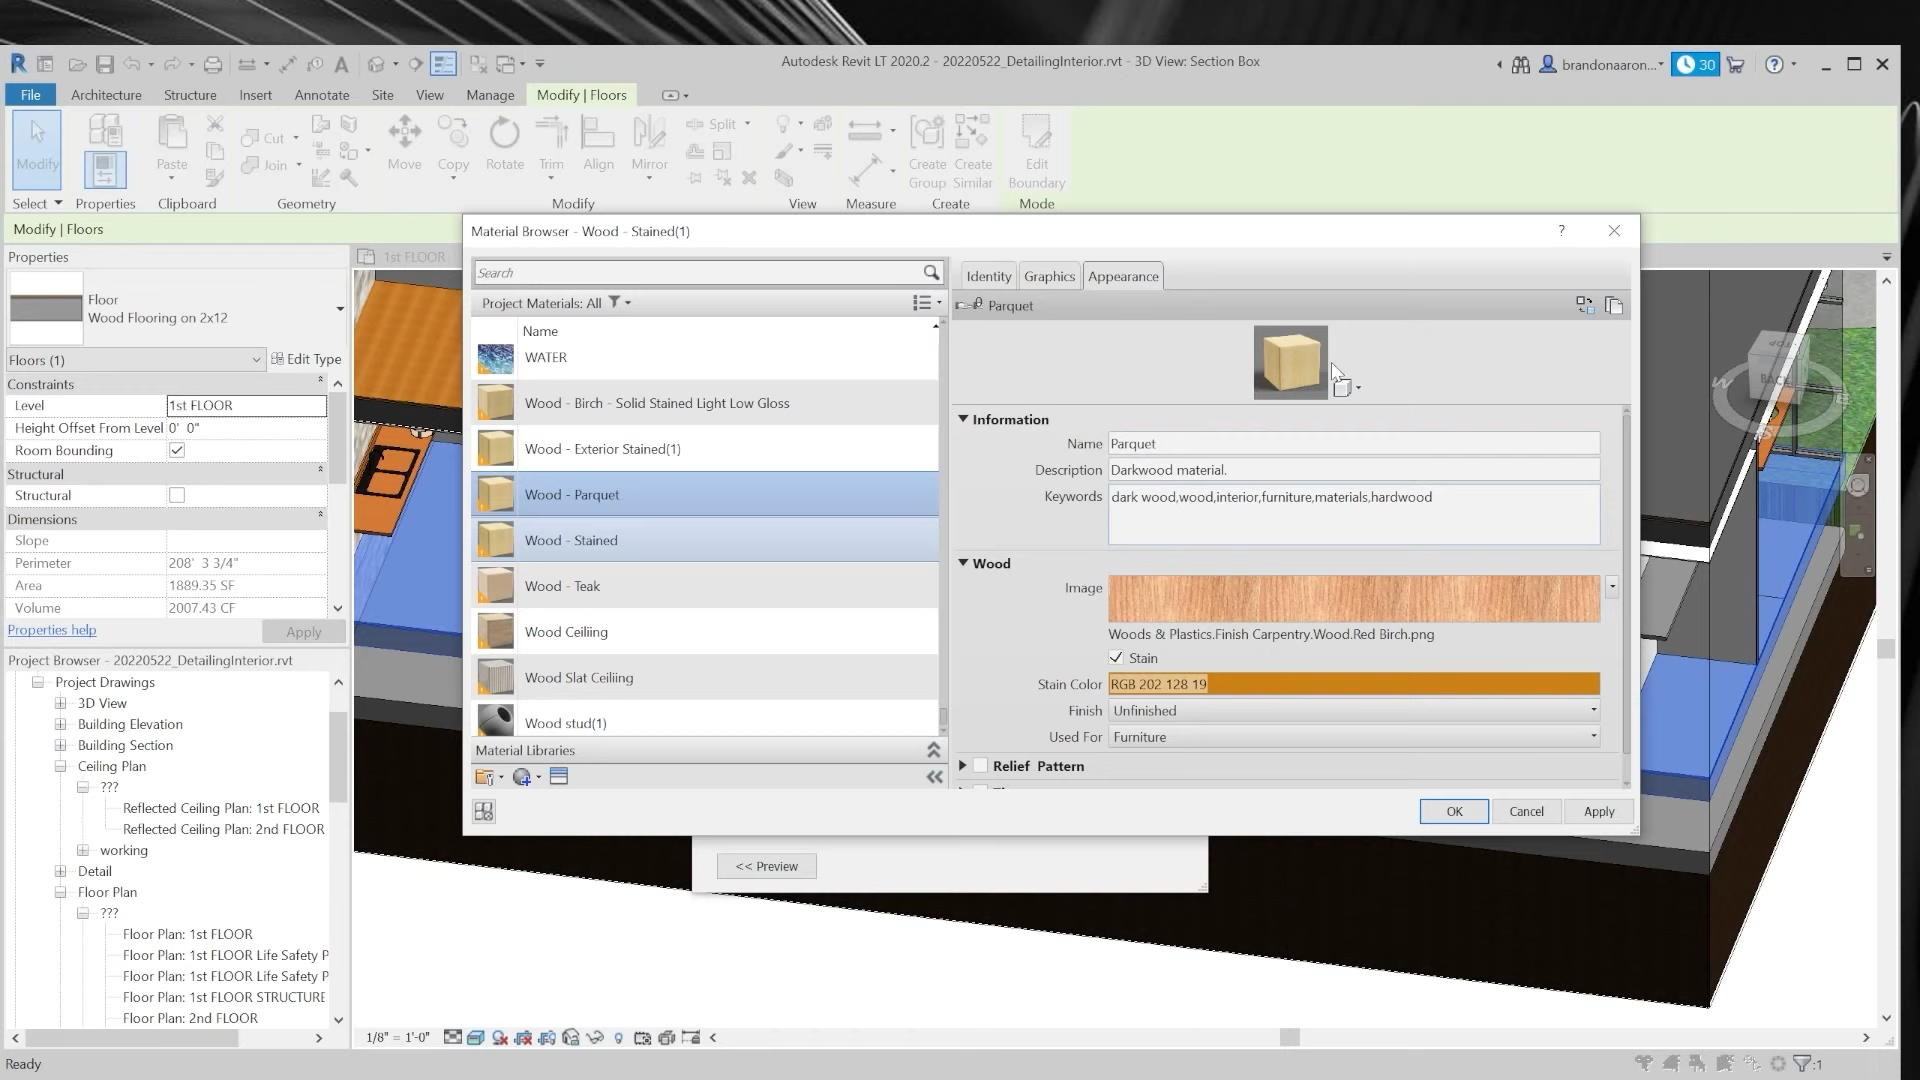 Autodesk Revit LT 2020.2 - 20220522_DetailingInterior.rvt - 3D View: Section Box
brandonaaron...
30
File
Architecture
Structure
Insert
Annotate
Site
View
Manage
Modify | Floors
Modify
Paste
Cut
Join
Move
Copy
Rotate
Trim
Align
Mirror
Split
Create Group
Create Similar
Edit Boundary
Select
Properties
Clipboard
Geometry
Modify
View
Measure
Create
Mode
Modify | Floors
Properties
Floor
Wood Flooring on 2x12
Floors (1)
Edit Type
Constraints
Level
1st FLOOR
Height Offset From Level
0' 0"
Room Bounding
Structural
Structural
Dimensions
Slope
Perimeter
208' 3 3/4"
Area
1889.35 SF
Volume
2007.43 CF
Properties help
Apply
Project Browser - 20220522_DetailingInterior.rvt
Project Drawings
3D View
Building Elevation
Building Section
Ceiling Plan
???
Reflected Ceiling Plan: 1st FLOOR
Reflected Ceiling Plan: 2nd FLOOR
working
Detail
Floor Plan
???
Floor Plan: 1st FLOOR
Floor Plan: 1st FLOOR Life Safety P
Floor Plan: 1st FLOOR Life Safety P
Floor Plan: 1st FLOOR STRUCTURE
Floor Plan: 2nd FLOOR
Ready
1st FLOOR
Material Browser - Wood - Stained(1)
?
Search
Project Materials: All
Name
WATER
Wood - Birch - Solid Stained Light Low Gloss
Wood - Exterior Stained(1)
Wood - Parquet
Wood - Stained
Wood - Teak
Wood Ceiliing
Wood Slat Ceiliing
Wood stud(1)
Material Libraries
Identity
Graphics
Appearance
Parquet
Information
Name
Parquet
Description
Darkwood material.
Keywords
dark wood,wood,interior,furniture,materials,hardwood
Wood
Image
Woods & Plastics.Finish Carpentry.Wood.Red Birch.png
Stain
Stain Color
RGB 202 128 19
Finish
Unfinished
Used For
Furniture
Relief Pattern
OK
Cancel
Apply
<< Preview
BACK
TOP
W
1/8" = 1'-0"
:1